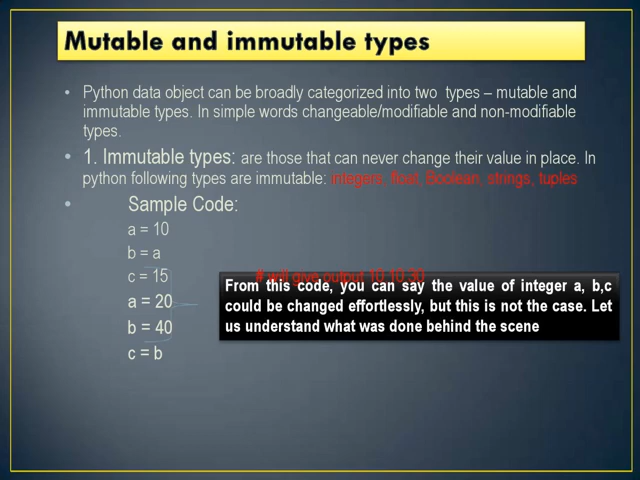 Mutable and immutable types
• Python data object can be broadly categorized into two types – mutable and
immutable types. In simple words changeable/modifiable and non-modifiable
types.
• 1. Immutable types: are those that can never change their value in place. In
python following types are immutable: integers, float, Boolean, strings, tuples
• Sample Code:
a = 10
b = a
c = 15 # will give output 10,10,30
a = 20
b = 40
c = b
From this code, you can say the value of integer a, b,c
could be changed effortlessly, but this is not the case. Let
us understand what was done behind the scene